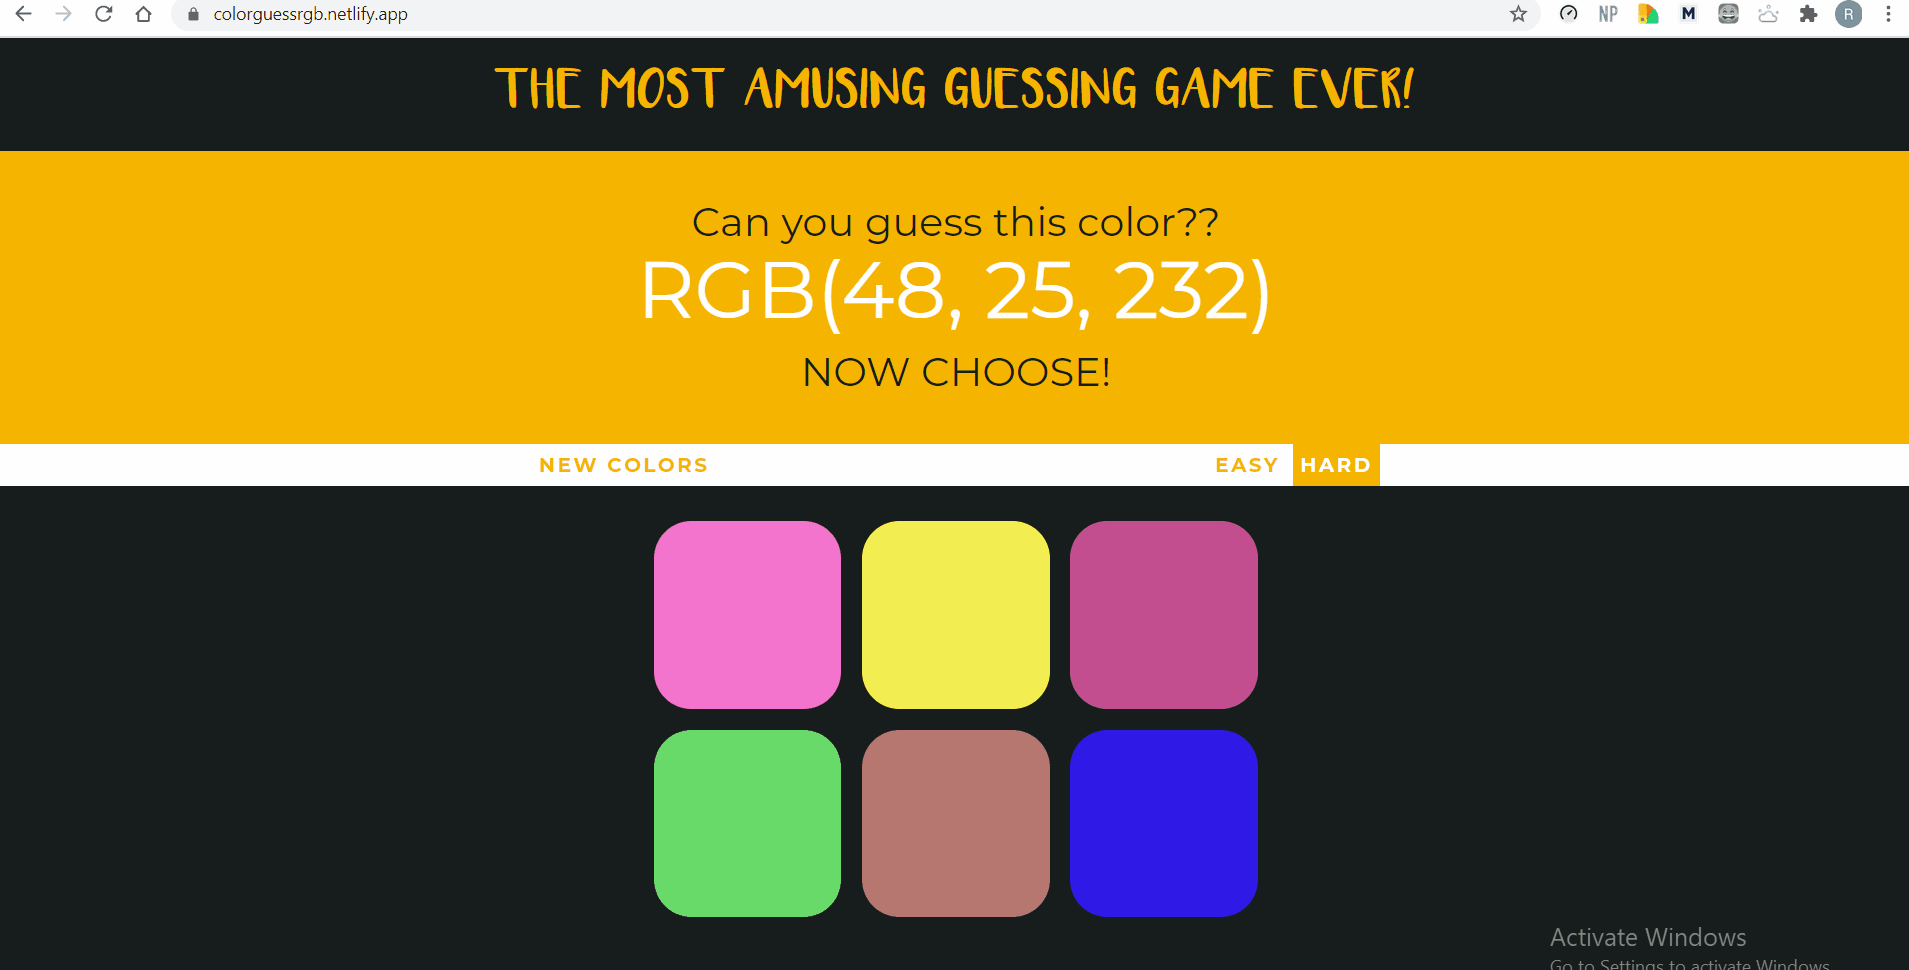 colorguessrgb.netlify.app
NP
M
R
THE MOST AMUSING GUESSING GAME EVER!
Can you guess this color??
RGB(48, 25, 232)
NOW CHOOSE!
NEW COLORS EASY HARD
Activate Windows
Go to Settings to activate Windows.